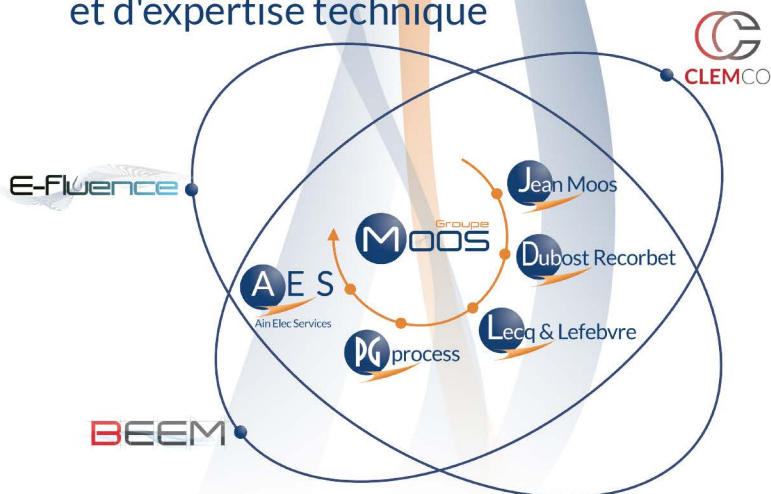 et d'expertise technique
CLEMCO
E-Fluence
Jean Moos
Groupe
Moos
Dubost Recorbet
A E S
Ain Elec Services
Lecq & Lefebvre
PG process
BEEM